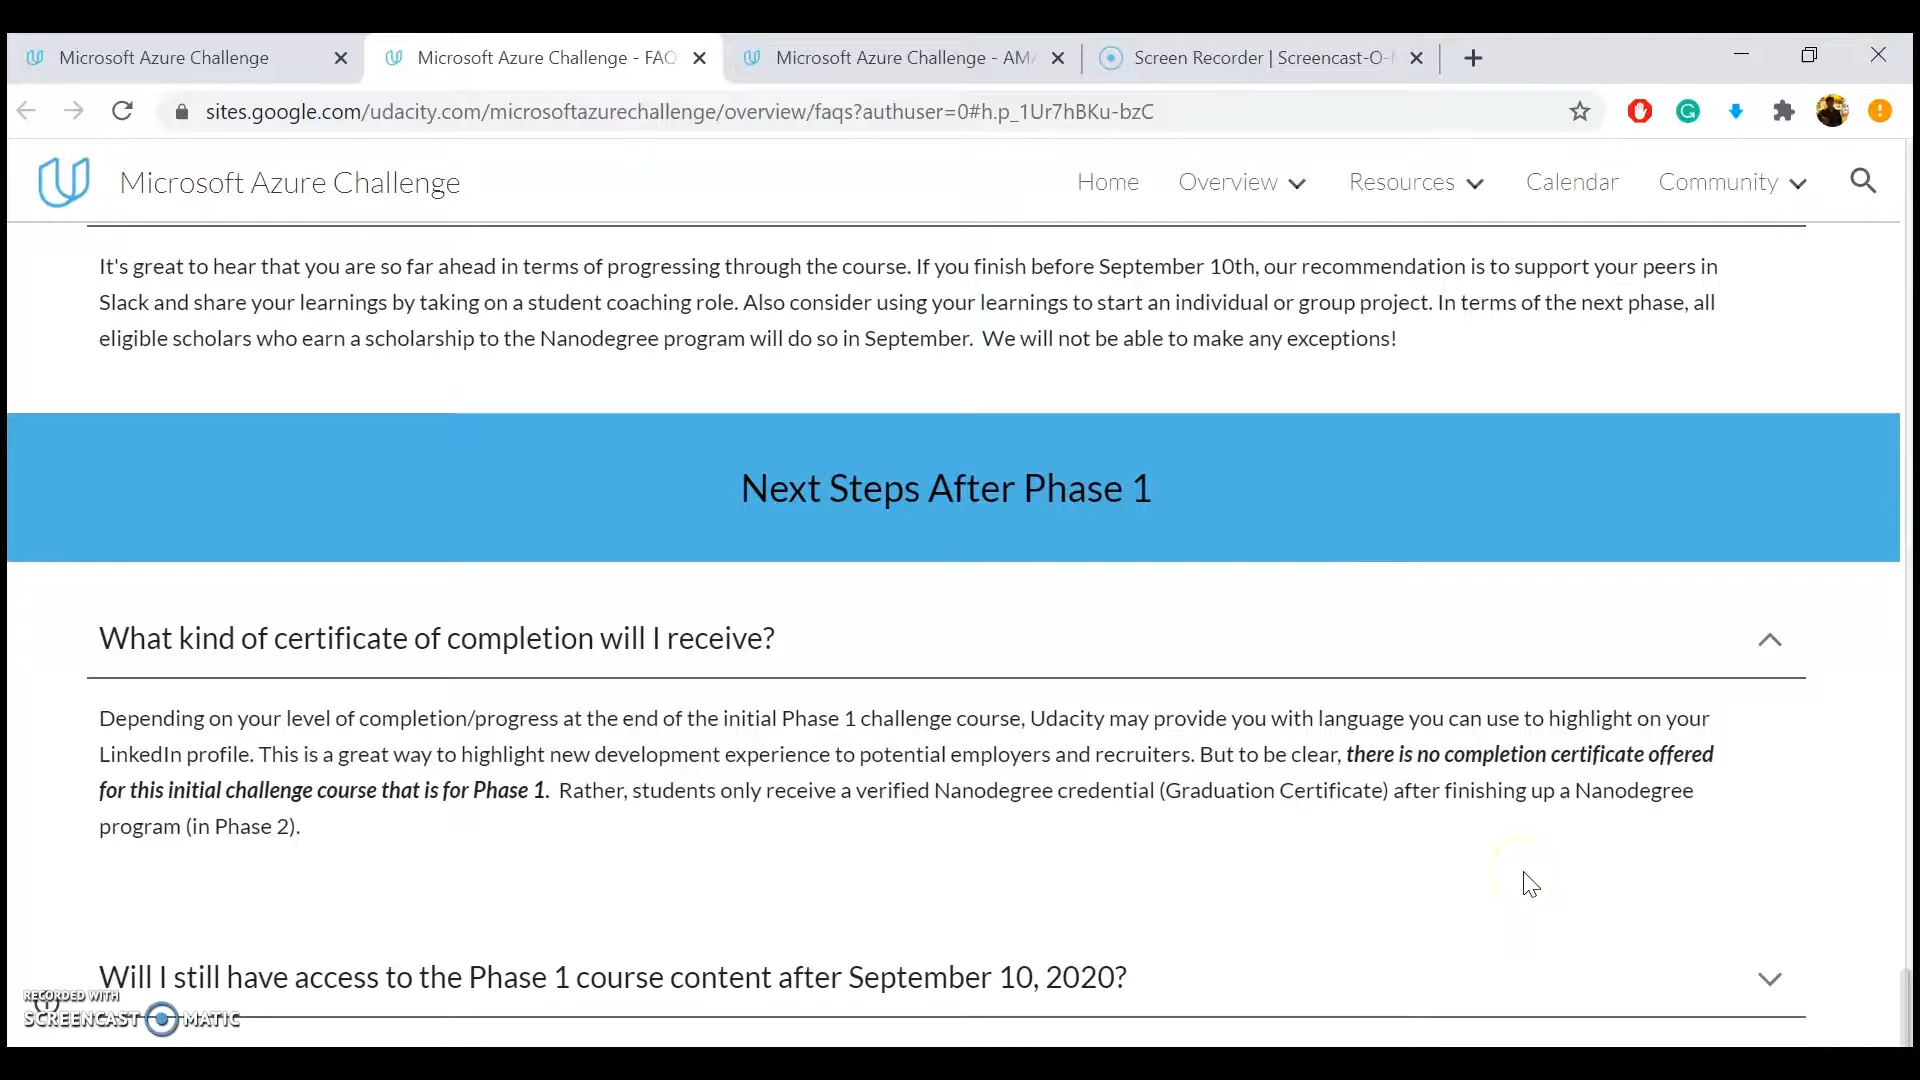 Microsoft Azure Challenge
Microsoft Azure Challenge - FAQ
Microsoft Azure Challenge - AMA
Screen Recorder | Screencast-O-
sites.google.com/udacity.com/microsoftazurechallenge/overview/faqs?authuser=0#h.p_1Ur7hBKu-bzC
Microsoft Azure Challenge
Home
Overview
Resources
Calendar
Community
It's great to hear that you are so far ahead in terms of progressing through the course. If you finish before September 10th, our recommendation is to support your peers in
Slack and share your learnings by taking on a student coaching role. Also consider using your learnings to start an individual or group project. In terms of the next phase, all
eligible scholars who earn a scholarship to the Nanodegree program will do so in September.  We will not be able to make any exceptions!
Next Steps After Phase 1
What kind of certificate of completion will I receive?
Depending on your level of completion/progress at the end of the initial Phase 1 challenge course, Udacity may provide you with language you can use to highlight on your
LinkedIn profile. This is a great way to highlight new development experience to potential employers and recruiters. But to be clear, there is no completion certificate offered
for this initial challenge course that is for Phase 1.  Rather, students only receive a verified Nanodegree credential (Graduation Certificate) after finishing up a Nanodegree
program (in Phase 2).
Will I still have access to the Phase 1 course content after September 10, 2020?
RECORDED WITH
SCREENCAST MATIC